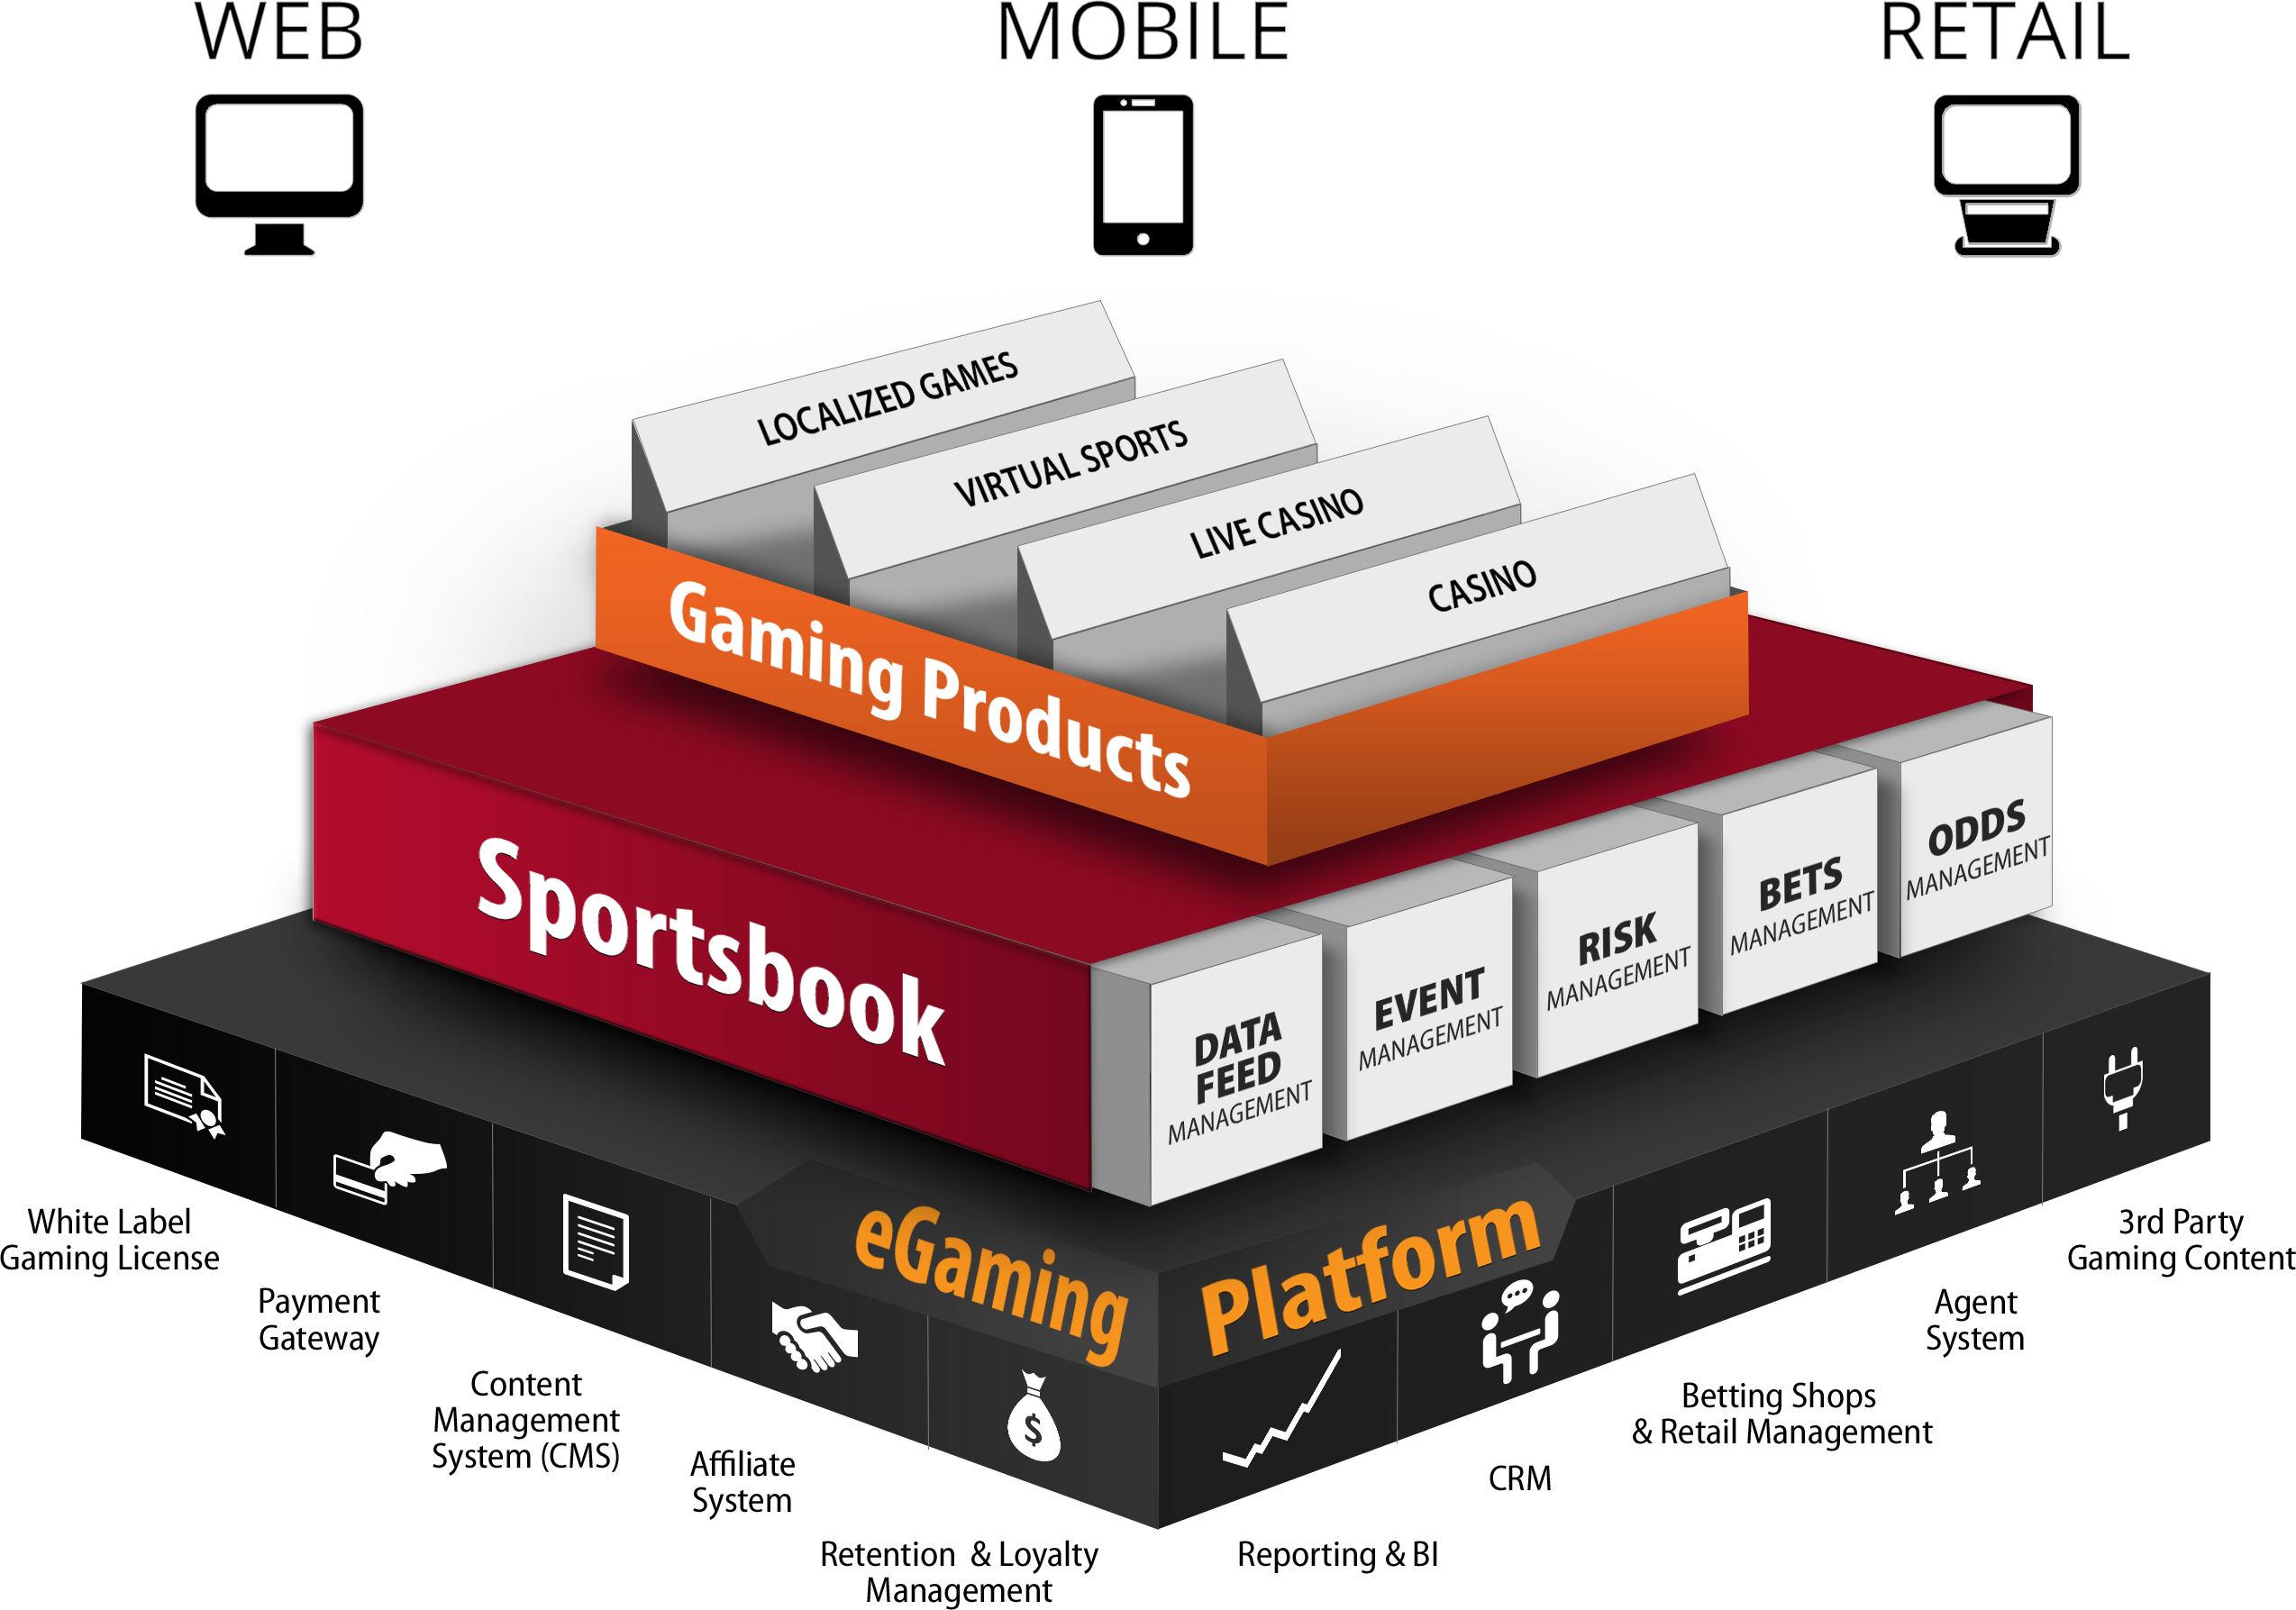 WEB
MOBILE
RETAIL
LOCALIZED GAMES
VIRTUAL SPORTS
LIVE CASINO
CASINO
Gaming Products
Sportsbook
DATA
FEED
MANAGEMENT
EVENT
MANAGEMENT
RISK
MANAGEMENT
BETS
MANAGEMENT
ODDS
MANAGEMENT
eGaming Platform
$
White Label
Gaming License
Payment
Gateway
Content
Management
System (CMS)
Affiliate
System
Retention & Loyalty
Management
Reporting & BI
CRM
Betting Shops
& Retail Management
Agent
System
3rd Party
Gaming Content